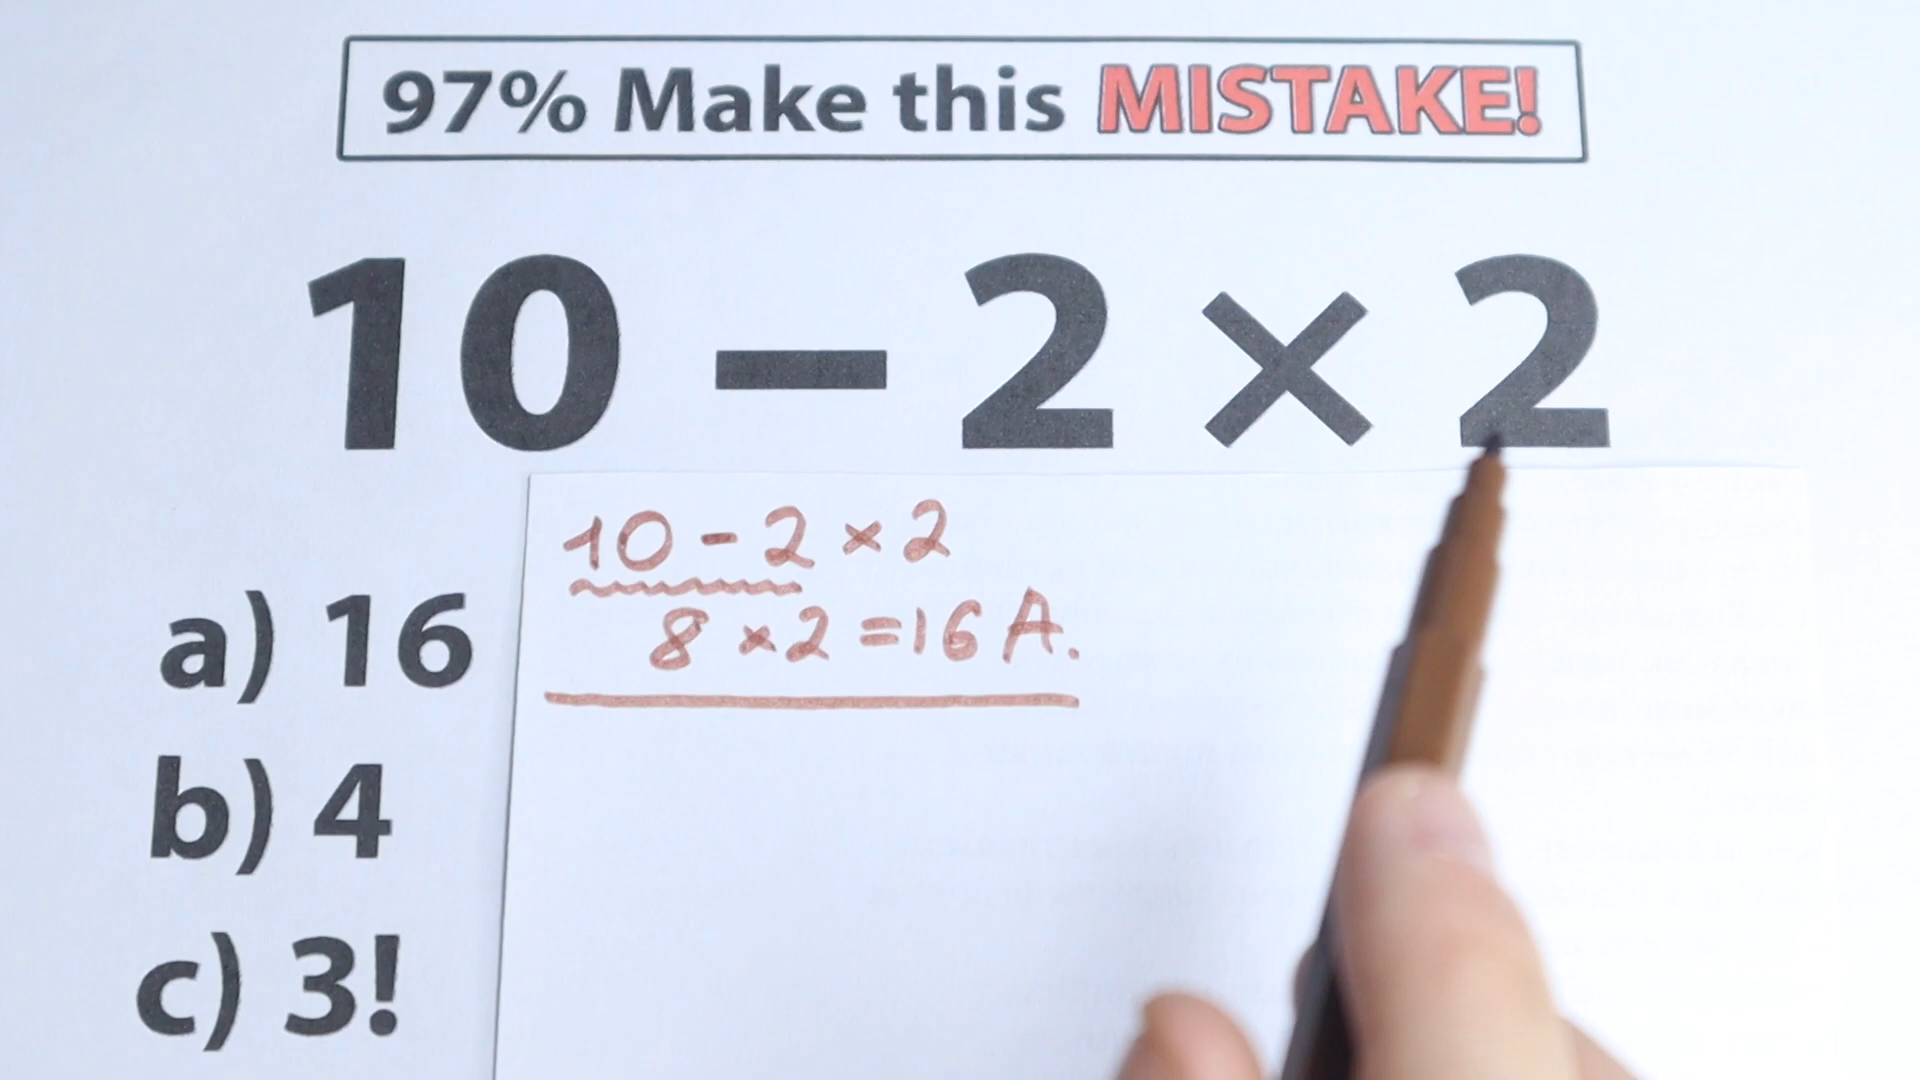 97% Make this MISTAKE!
10 − 2 × 2
10 - 2 × 2
8 × 2 = 16 A.
a) 16
b) 4
c) 3!